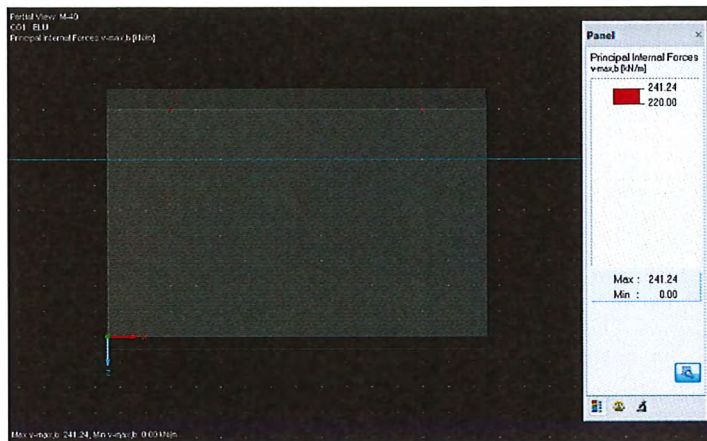 Partial View: M-40
CO1 ELU
Principal Internal Forces v-max,b [kN/m]
Panel
Principal Internal Forces
v-max,b [kN/m]
241.24
220.00
Max : 241.24
Min : 0.00
Max v-max,b: 241.24, Min v-max,b: 0.00 kN/m